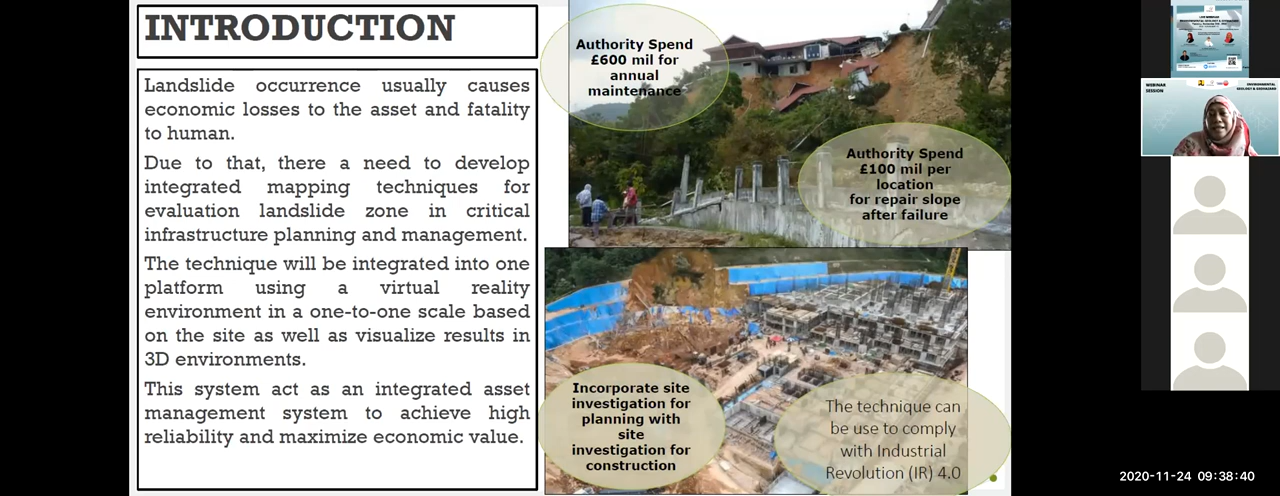 INTRODUCTION
Landslide occurrence usually causes
economic losses to the asset and fatality
to human.
Due to that, there a need to develop
integrated mapping techniques for
evaluation landslide zone in critical
infrastructure planning and management.
The technique will be integrated into one
platform using a virtual reality
environment in a one-to-one scale based
on the site as well as visualize results in
3D environments.
This system act as an integrated asset
management system to achieve high
reliability and maximize economic value.
Authority Spend
£600 mil for
annual
maintenance
Authority Spend
£100 mil per
location
for repair slope
after failure
Incorporate site
investigation for
planning with
site
investigation for
construction
The technique can
be use to comply
with Industrial
Revolution (IR) 4.0
WEBINAR
SESSION
ENVIRONMENTAL
GEOLOGY & GEOHAZARD
2020-11-24 09:38:40